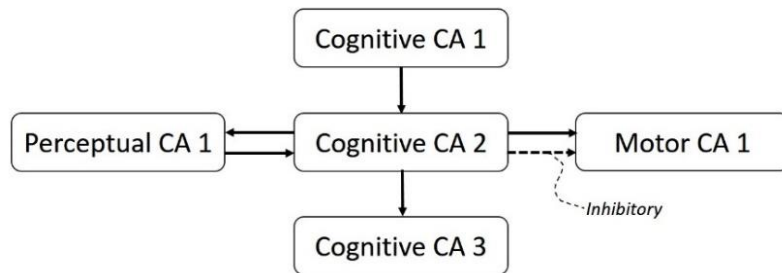 Cognitive CA 1
Perceptual CA 1
Cognitive CA 2
Motor CA 1
Inhibitory
Cognitive CA 3